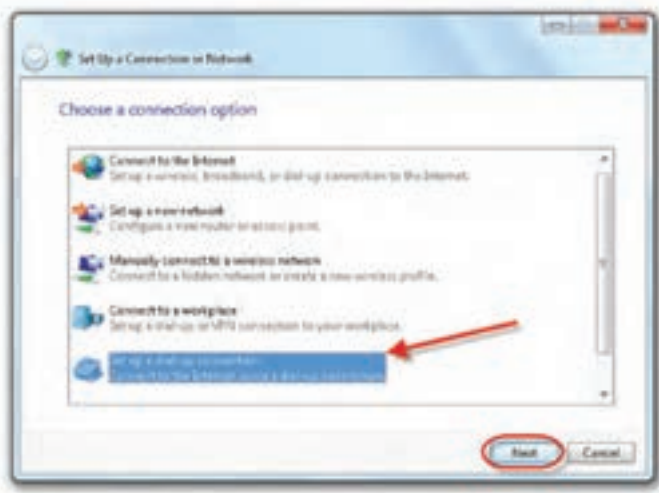 Set Up a Connection or Network
Choose a connection option
Connect to the Internet
Set up a wireless, broadband, or dial-up connection to the Internet.
Set up a new network
Configure a new router or access point.
Manually connect to a wireless network
Connect to a hidden network or create a new wireless profile.
Connect to a workplace
Set up a dial-up or VPN connection to your workplace.
Set up a dial-up connection
Connect to the Internet using a dial-up connection.
Next
Cancel